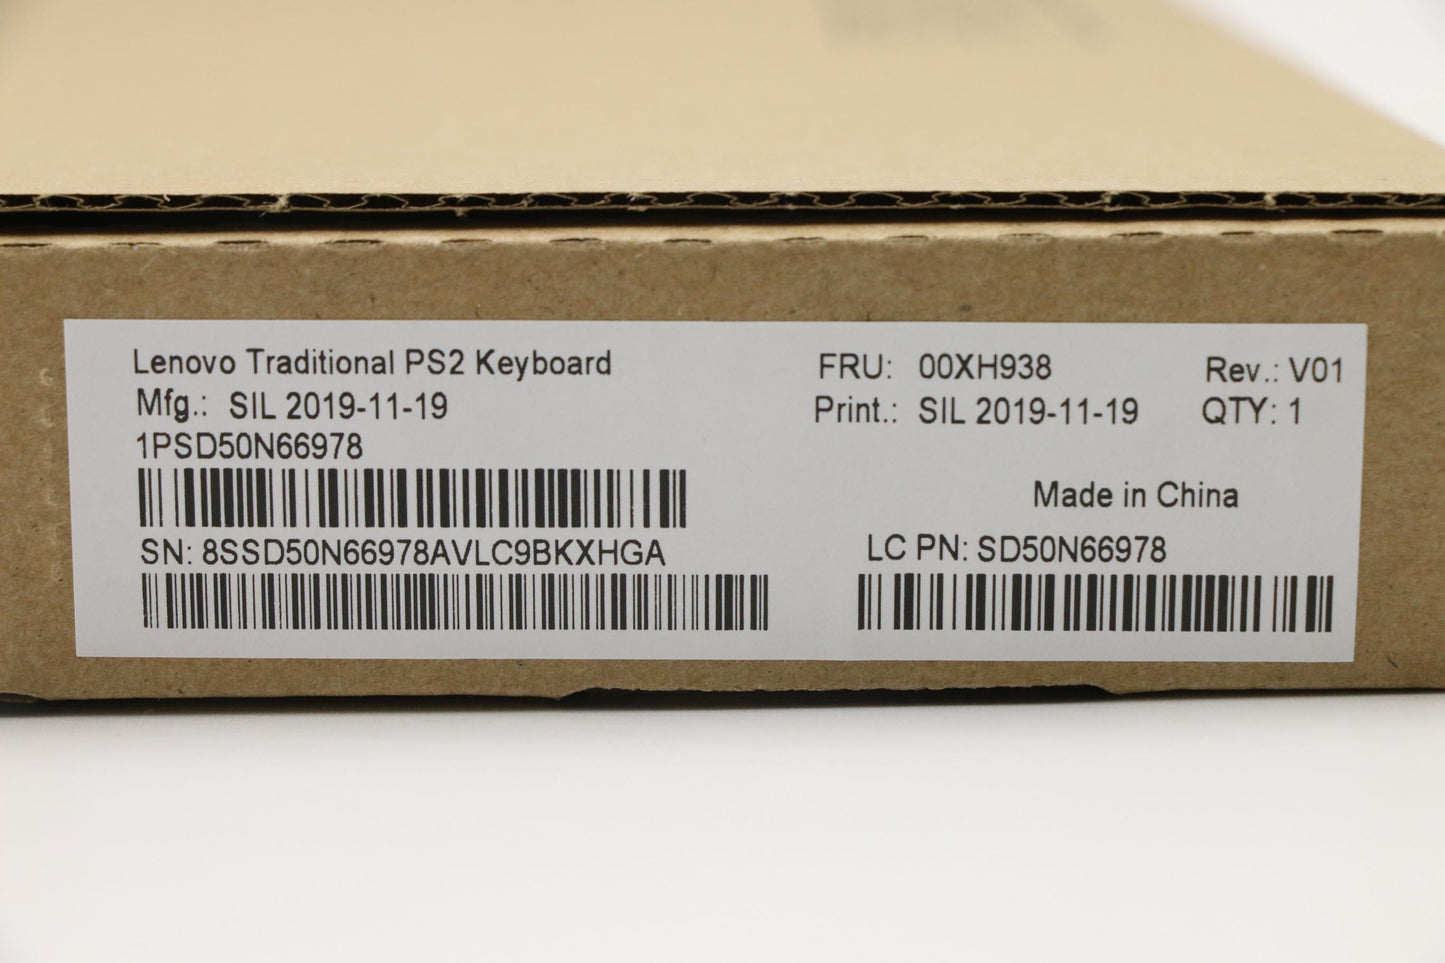 Lenovo Traditional PS2 Keyboard
FRU: 00XH938
Rev.: V01
Mfg.: SIL 2019-11-19
Print.: SIL 2019-11-19
QTY: 1
1PSD50N66978
Made in China
SN: 8SSD50N66978AVLC9BKXHGA
LC PN: SD50N66978